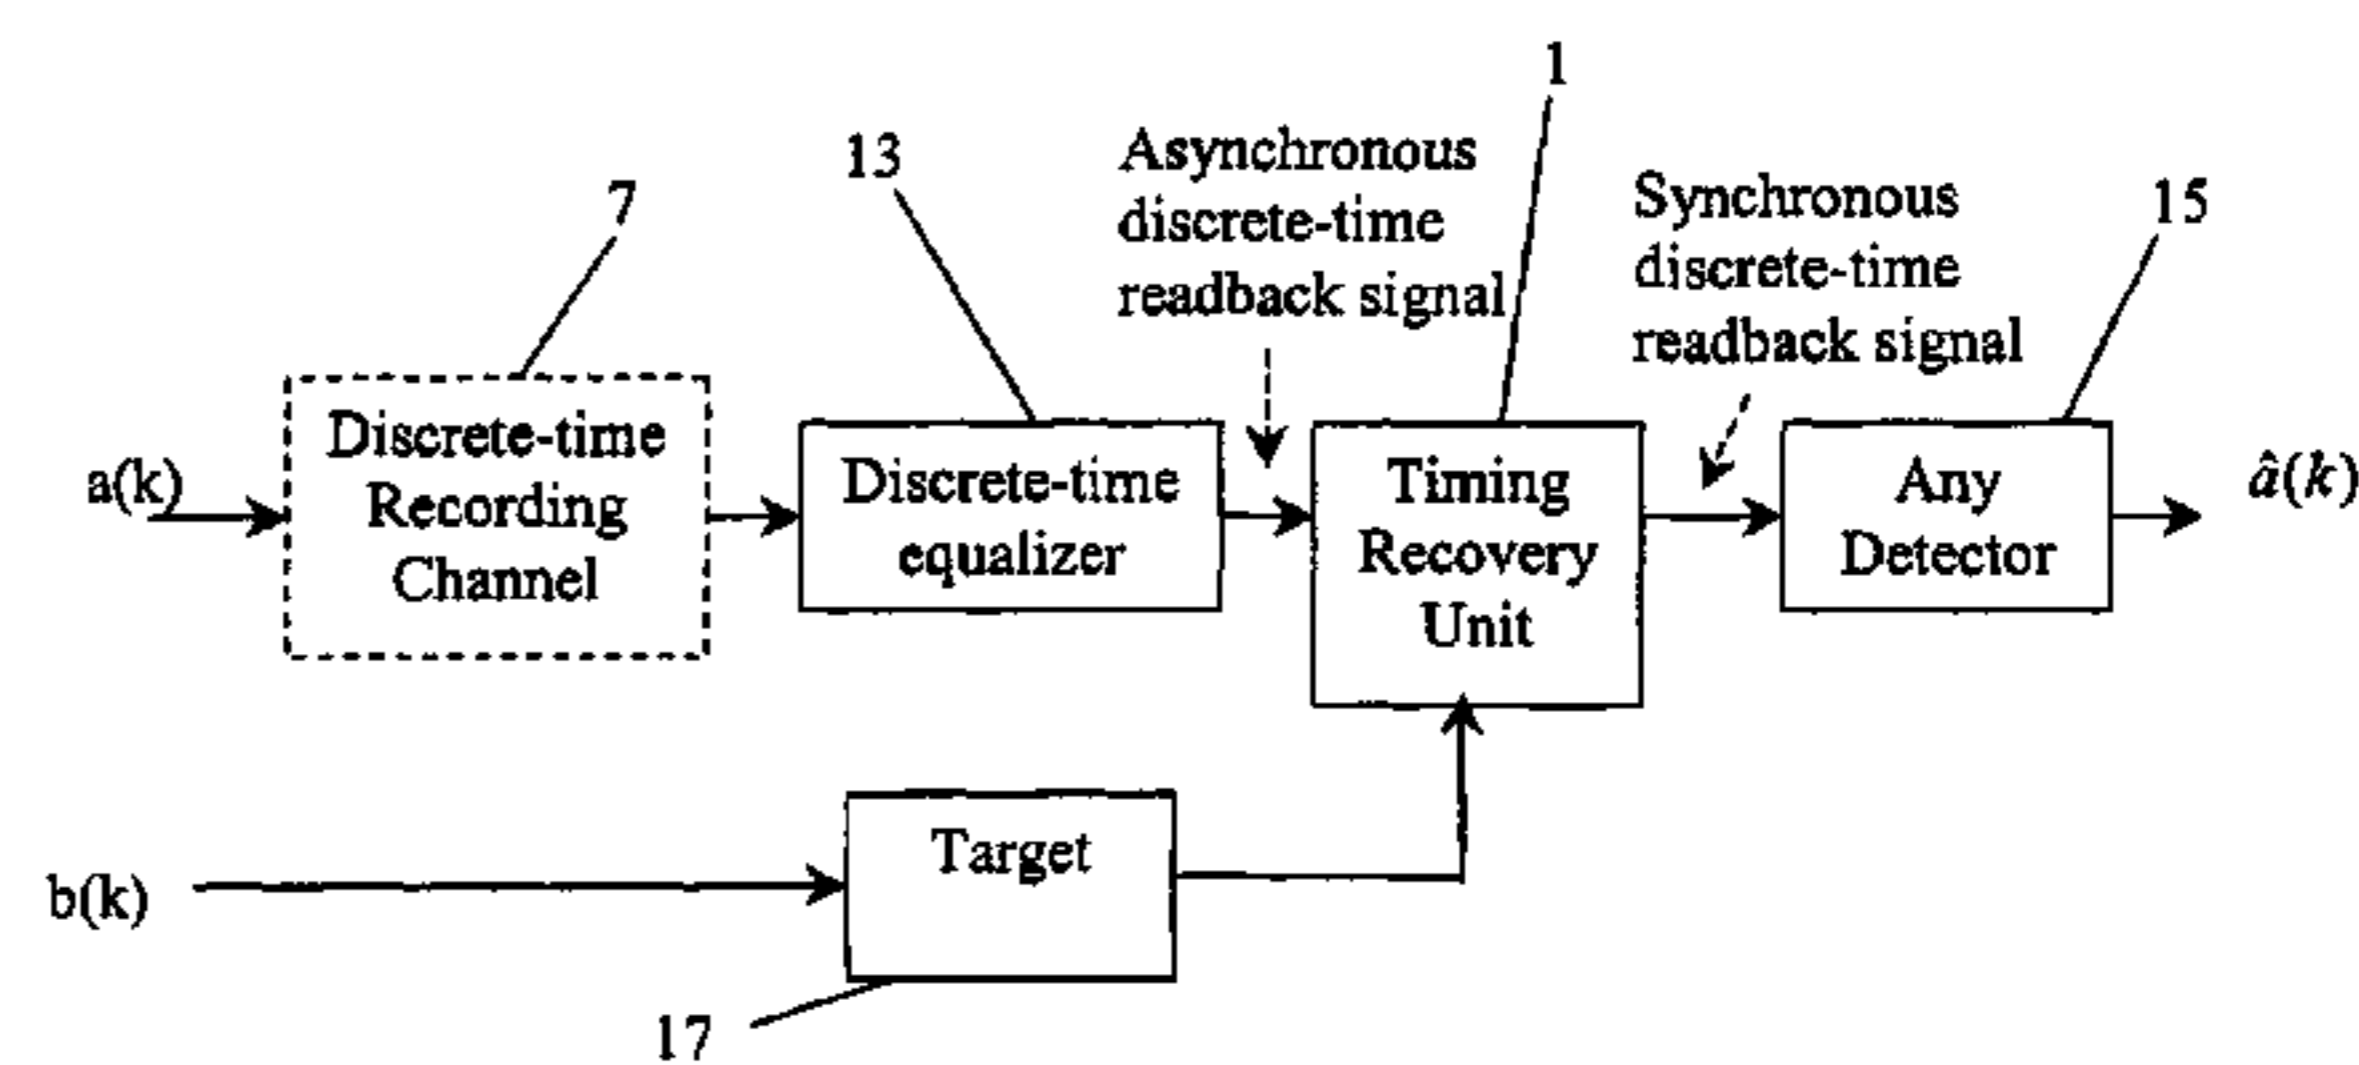 1
13
Asynchronous
discrete-time
readback signal
7
Synchronous
discrete-time
readback signal
15
a(k)
Discrete-time
Recording
Channel
Discrete-time
equalizer
Timing
Recovery
Unit
Any
Detector
â(k)
b(k)
Target
17